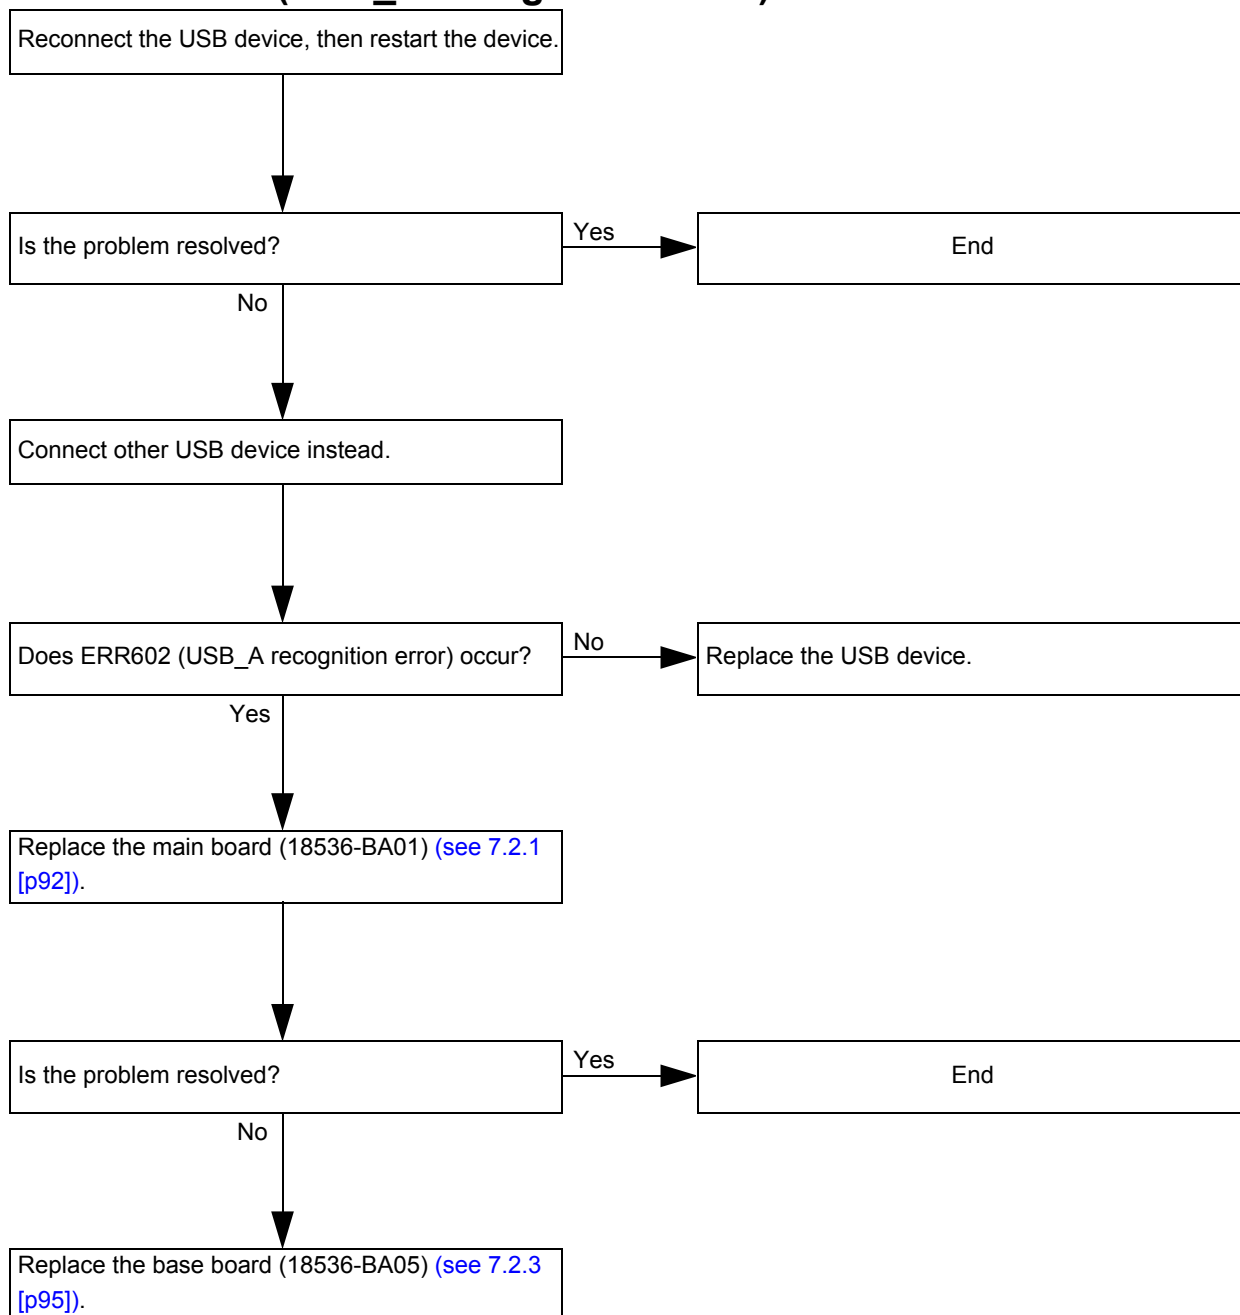 Reconnect the USB device, then restart the device.
Is the problem resolved?
Yes
End
No
Connect other USB device instead.
Does ERR602 (USB_A recognition error) occur?
No
Replace the USB device.
Yes
Replace the main board (18536-BA01) (see 7.2.1
[p92]).
Is the problem resolved?
Yes
End
No
Replace the base board (18536-BA05) (see 7.2.3
[p95]).